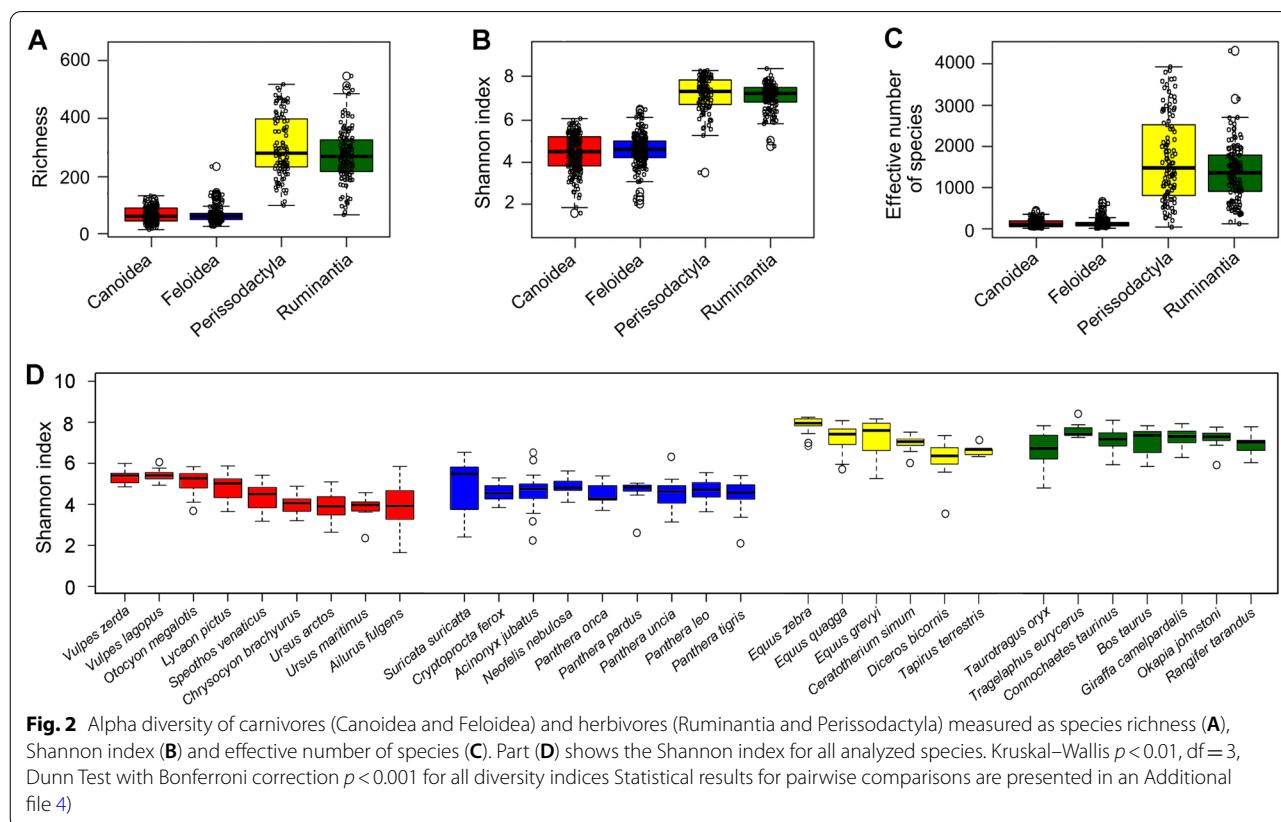 A
Richness
600
400
200
0
Canoidea
Feloidea
Perissodactyla
Ruminantia
B
Shannon index
8
6
4
2
Canoidea
Feloidea
Perissodactyla
Ruminantia
C
Effective number
of species
4000
3000
2000
1000
0
Canoidea
Feloidea
Perissodactyla
Ruminantia
D
Shannon index
10
8
6
4
2
0
Vulpes zerda
Vulpes lagopus
Otocyon megalotis
Lycaon pictus
Speothos venaticus
Chrysocyon brachyurus
Ursus arctos
Ursus maritimus
Ailurus fulgens
Suricata suricatta
Cryptoprocta ferox
Acinonyx jubatus
Neofelis nebulosa
Panthera onca
Panthera pardus
Panthera uncia
Panthera leo
Panthera tigris
Equus zebra
Equus quagga
Equus grevyi
Ceratotherium simum
Diceros bicornis
Tapirus terrestris
Taurotragus oryx
Tragelaphus eurycerus
Connochaetes taurinus
Bos taurus
Giraffa camelpardalis
Okapia johnstoni
Rangifer tarandus
Fig. 2 Alpha diversity of carnivores (Canoidea and Feloidea) and herbivores (Ruminantia and Perissodactyla) measured as species richness (A),
Shannon index (B) and effective number of species (C). Part (D) shows the Shannon index for all analyzed species. Kruskal–Wallis p < 0.01, df = 3,
Dunn Test with Bonferroni correction p < 0.001 for all diversity indices Statistical results for pairwise comparisons are presented in an Additional
file 4)